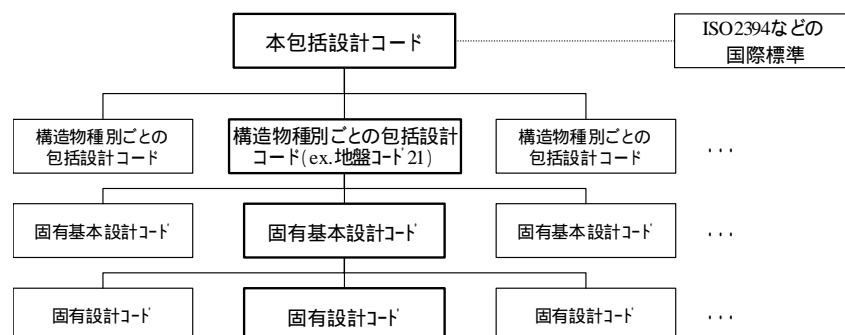 本包括設計コード
ISO2394などの
国際標準
構造物種別ごとの
包括設計コード
構造物種別ごとの包括設計
コード(ex.地盤コード21)
構造物種別ごとの
包括設計コード
...
固有基本設計コード
固有基本設計コード
固有基本設計コード
...
固有設計コード
固有設計コード
固有設計コード
...